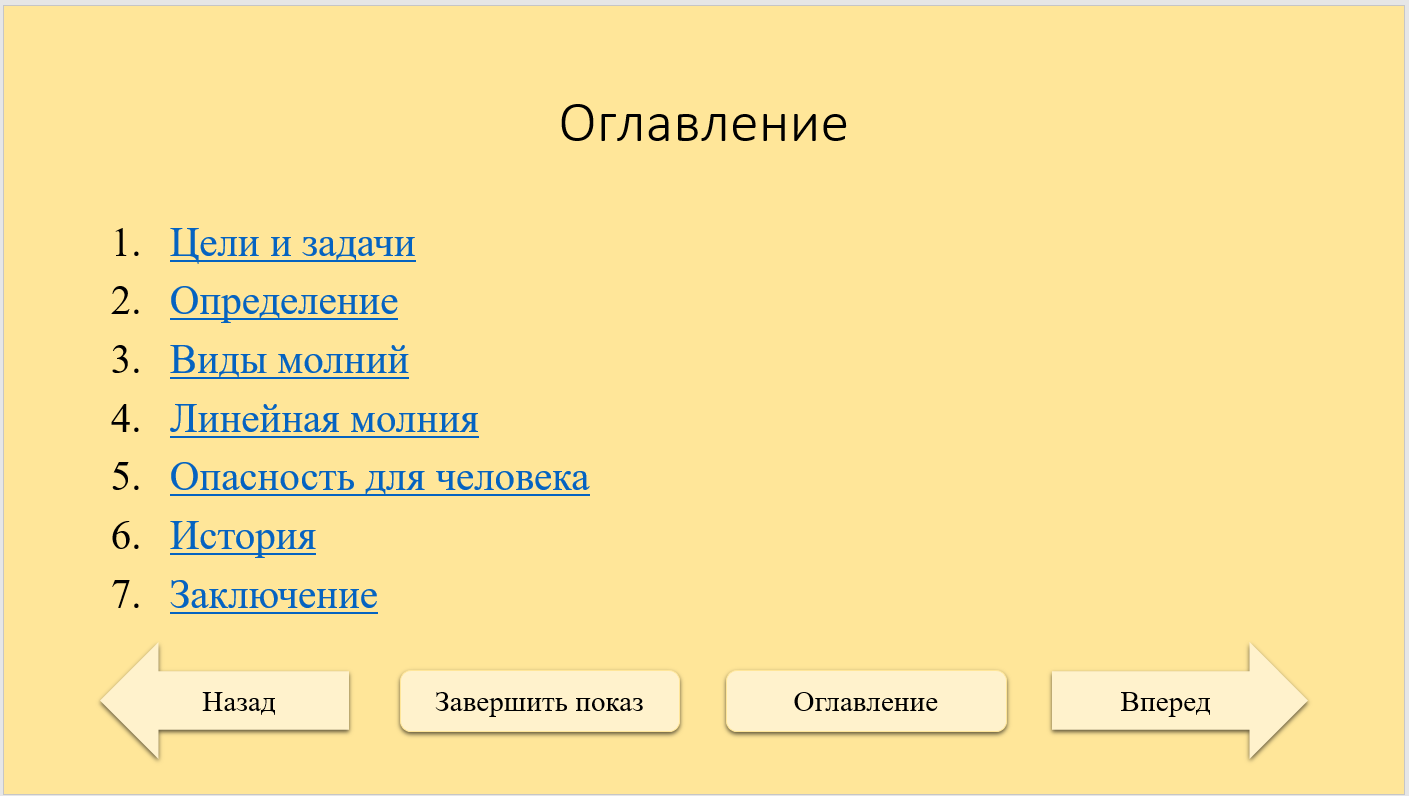 Оглавление
1. Цели и задачи
2. Определение
3. Виды молний
4. Линейная молния
5. Опасность для человека
6. История
7. Заключение
Назад
Завершить показ
Оглавление
Вперед